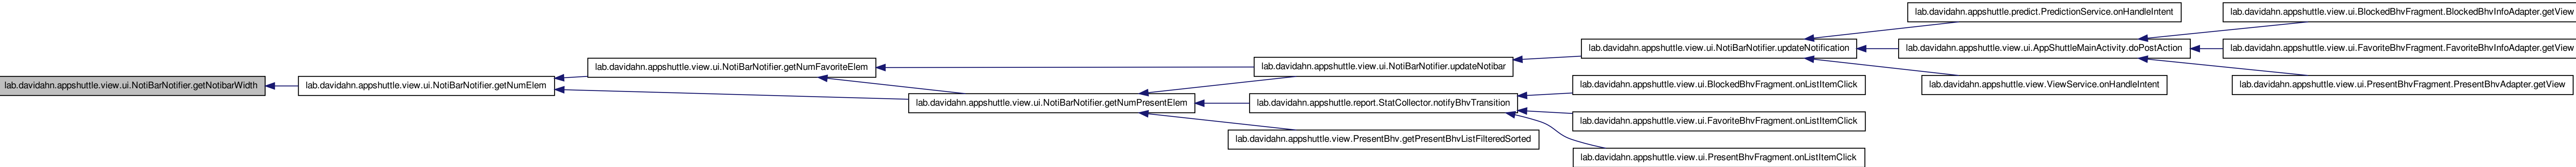 lab.davidahn.appshuttle.view.ui.NotiBarNotifier.getNotibarWidth
lab.davidahn.appshuttle.view.ui.NotiBarNotifier.getNumElem
lab.davidahn.appshuttle.view.ui.NotiBarNotifier.getNumFavoriteElem
lab.davidahn.appshuttle.view.ui.NotiBarNotifier.getNumPresentElem
lab.davidahn.appshuttle.view.ui.NotiBarNotifier.updateNotibar
lab.davidahn.appshuttle.report.StatCollector.notifyBhvTransition
lab.davidahn.appshuttle.view.PresentBhv.getPresentBhvListFilteredSorted
lab.davidahn.appshuttle.view.ui.NotiBarNotifier.updateNotification
lab.davidahn.appshuttle.view.ui.BlockedBhvFragment.onListItemClick
lab.davidahn.appshuttle.view.ui.FavoriteBhvFragment.onListItemClick
lab.davidahn.appshuttle.view.ui.PresentBhvFragment.onListItemClick
lab.davidahn.appshuttle.predict.PredictionService.onHandleIntent
lab.davidahn.appshuttle.view.ui.AppShuttleMainActivity.doPostAction
lab.davidahn.appshuttle.view.ViewService.onHandleIntent
lab.davidahn.appshuttle.view.ui.BlockedBhvFragment.BlockedBhvInfoAdapter.getView
lab.davidahn.appshuttle.view.ui.FavoriteBhvFragment.FavoriteBhvInfoAdapter.getView
lab.davidahn.appshuttle.view.ui.PresentBhvFragment.PresentBhvAdapter.getView